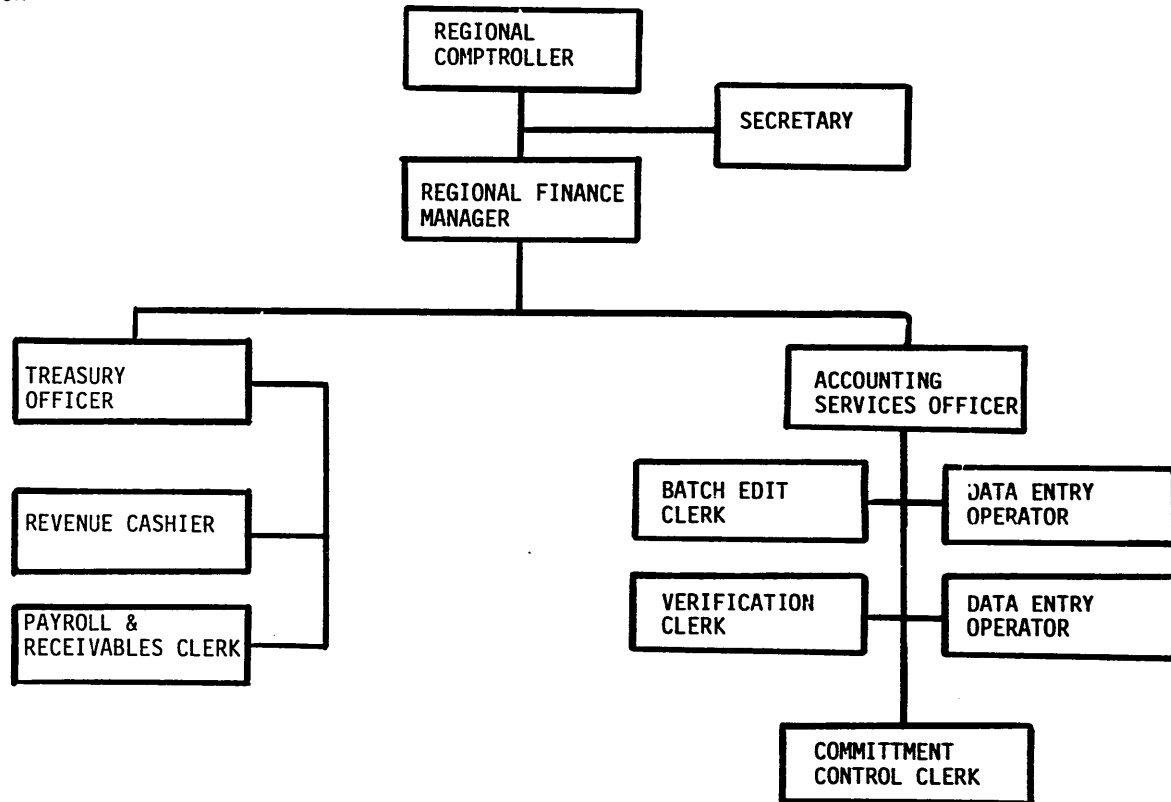 REGIONAL
COMPTROLLER
SECRETARY
REGIONAL FINANCE
MANAGER
TREASURY
OFFICER
ACCOUNTING
SERVICES OFFICER
REVENUE CASHIER
PAYROLL &
RECEIVABLES CLERK
BATCH EDIT
CLERK
DATA ENTRY
OPERATOR
VERIFICATION
CLERK
DATA ENTRY
OPERATOR
COMMITTMENT
CONTROL CLERK